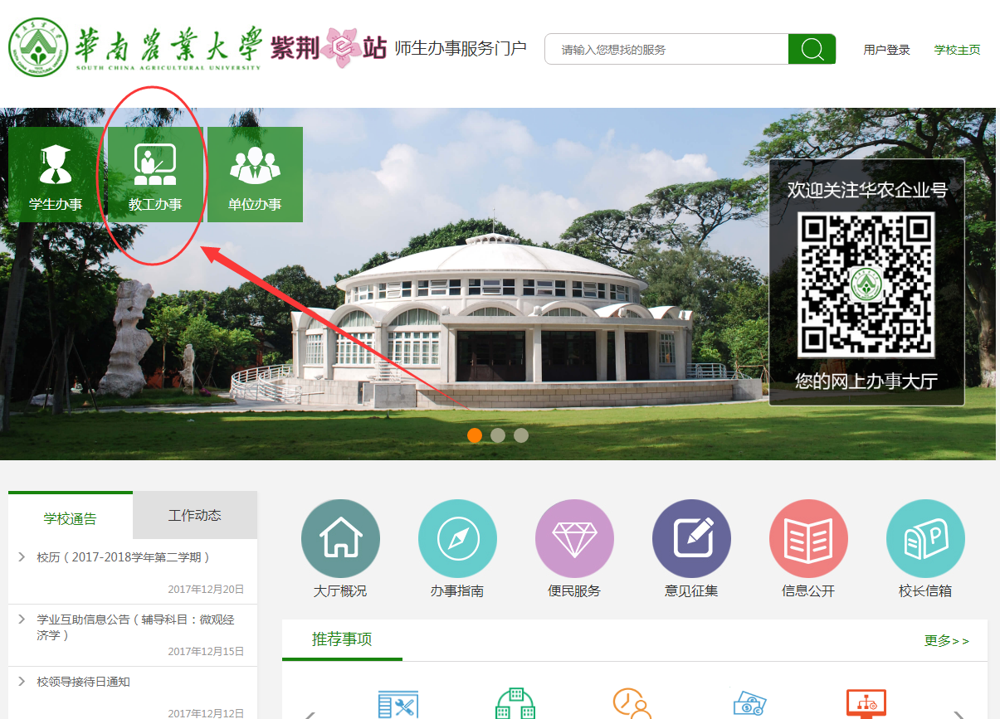 華南農業大學
SOUTH CHINA AGRICULTURAL UNIVERSITY
紫荆e站
师生办事服务门户
请输入您想找的服务
用户登录
学校主页
学生办事
教工办事
单位办事
欢迎关注华农企业号
您的网上办事大厅
学校通告
工作动态
校历（2017-2018学年第二学期）
2017年12月20日
学业互助信息公告（辅导科目：微观经
济学）
2017年12月15日
校领导接待日通知
2017年12月12日
大厅概况
办事指南
便民服务
意见征集
信息公开
校长信箱
推荐事项
更多>>